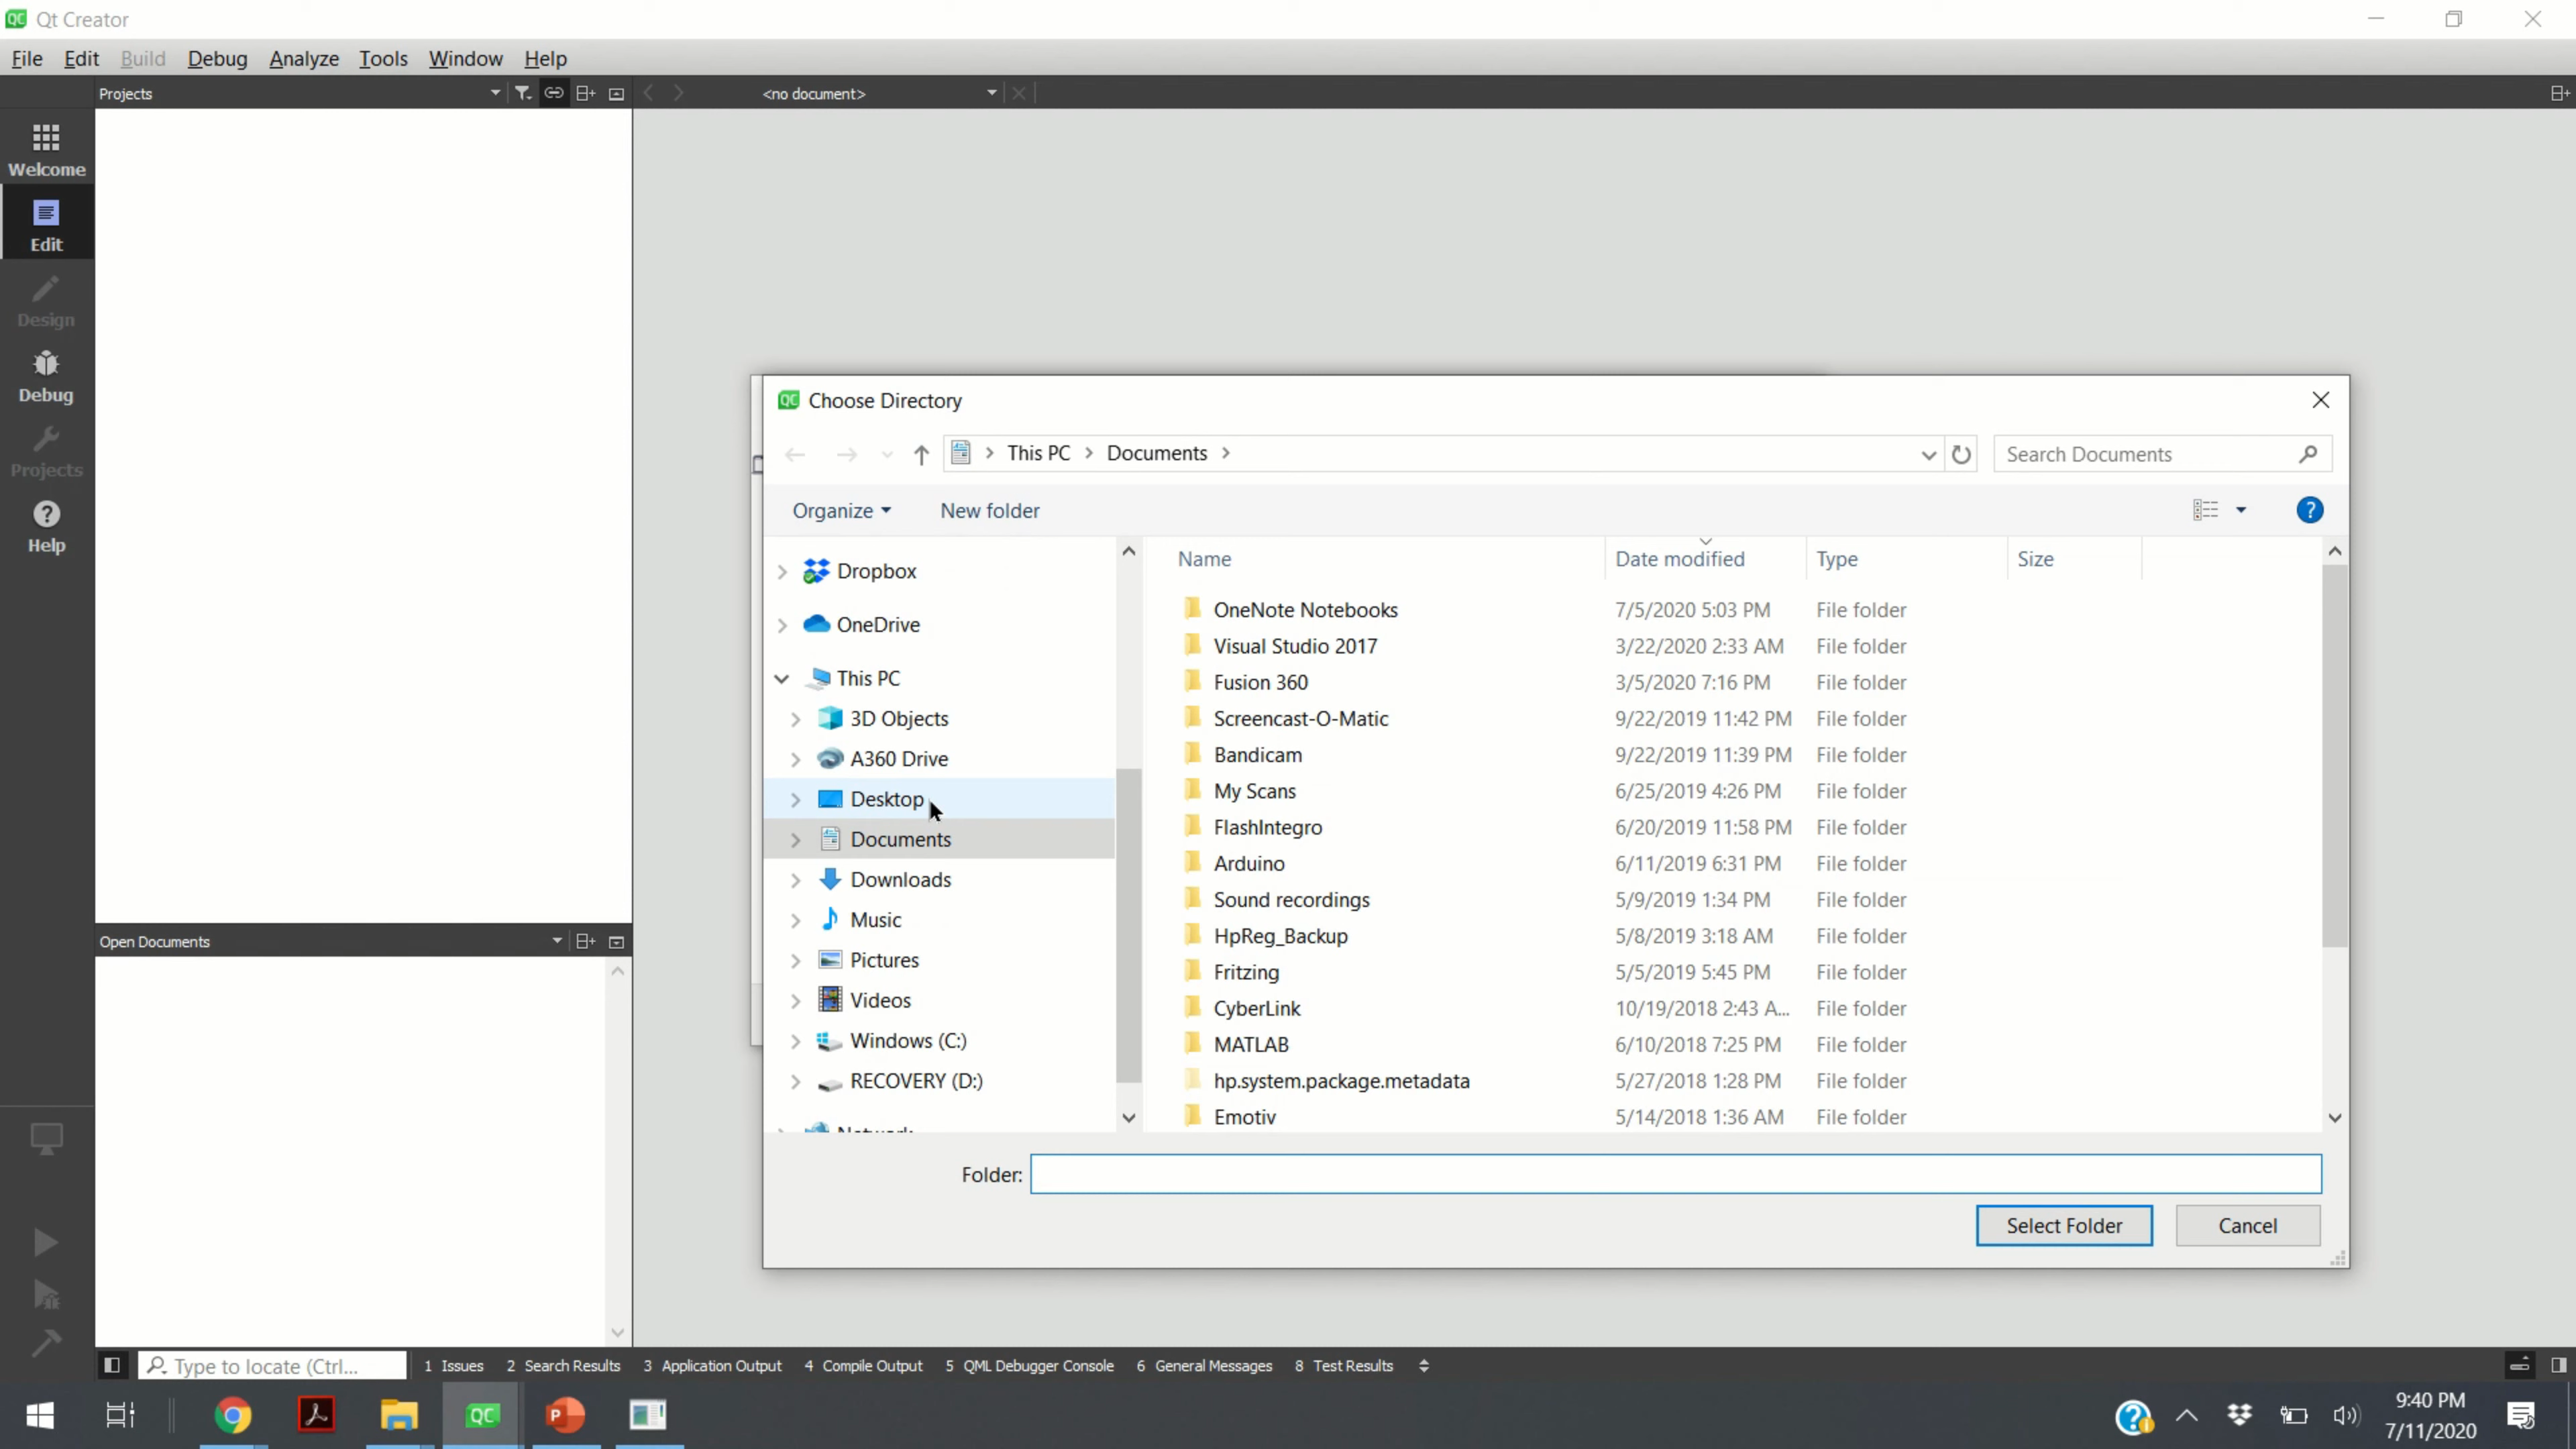 QC Qt Creator
File Edit Build Debug Analyze Tools Window Help
Projects <no document>
Welcome
Edit
Design
Debug
Projects
Help
QC Choose Directory
This PC Documents Search Documents
Organize New folder
Dropbox
OneDrive
This PC
3D Objects
A360 Drive
Desktop
Documents
Downloads
Music
Pictures
Videos
Windows (C:)
RECOVERY (D:)
Network
Name Date modified Type Size
OneNote Notebooks 7/5/2020 5:03 PM File folder
Visual Studio 2017 3/22/2020 2:33 AM File folder
Fusion 360 3/5/2020 7:16 PM File folder
Screencast-O-Matic 9/22/2019 11:42 PM File folder
Bandicam 9/22/2019 11:39 PM File folder
My Scans 6/25/2019 4:26 PM File folder
FlashIntegro 6/20/2019 11:58 PM File folder
Arduino 6/11/2019 6:31 PM File folder
Sound recordings 5/9/2019 1:34 PM File folder
HpReg_Backup 5/8/2019 3:18 AM File folder
Fritzing 5/5/2019 5:45 PM File folder
CyberLink 10/19/2018 2:43 A... File folder
MATLAB 6/10/2018 7:25 PM File folder
hp.system.package.metadata 5/27/2018 1:28 PM File folder
Emotiv 5/14/2018 1:36 AM File folder
Folder:
Select Folder Cancel
Open Documents
Type to locate (Ctrl... 1 Issues 2 Search Results 3 Application Output 4 Compile Output 5 QML Debugger Console 6 General Messages 8 Test Results
QC
9:40 PM
7/11/2020